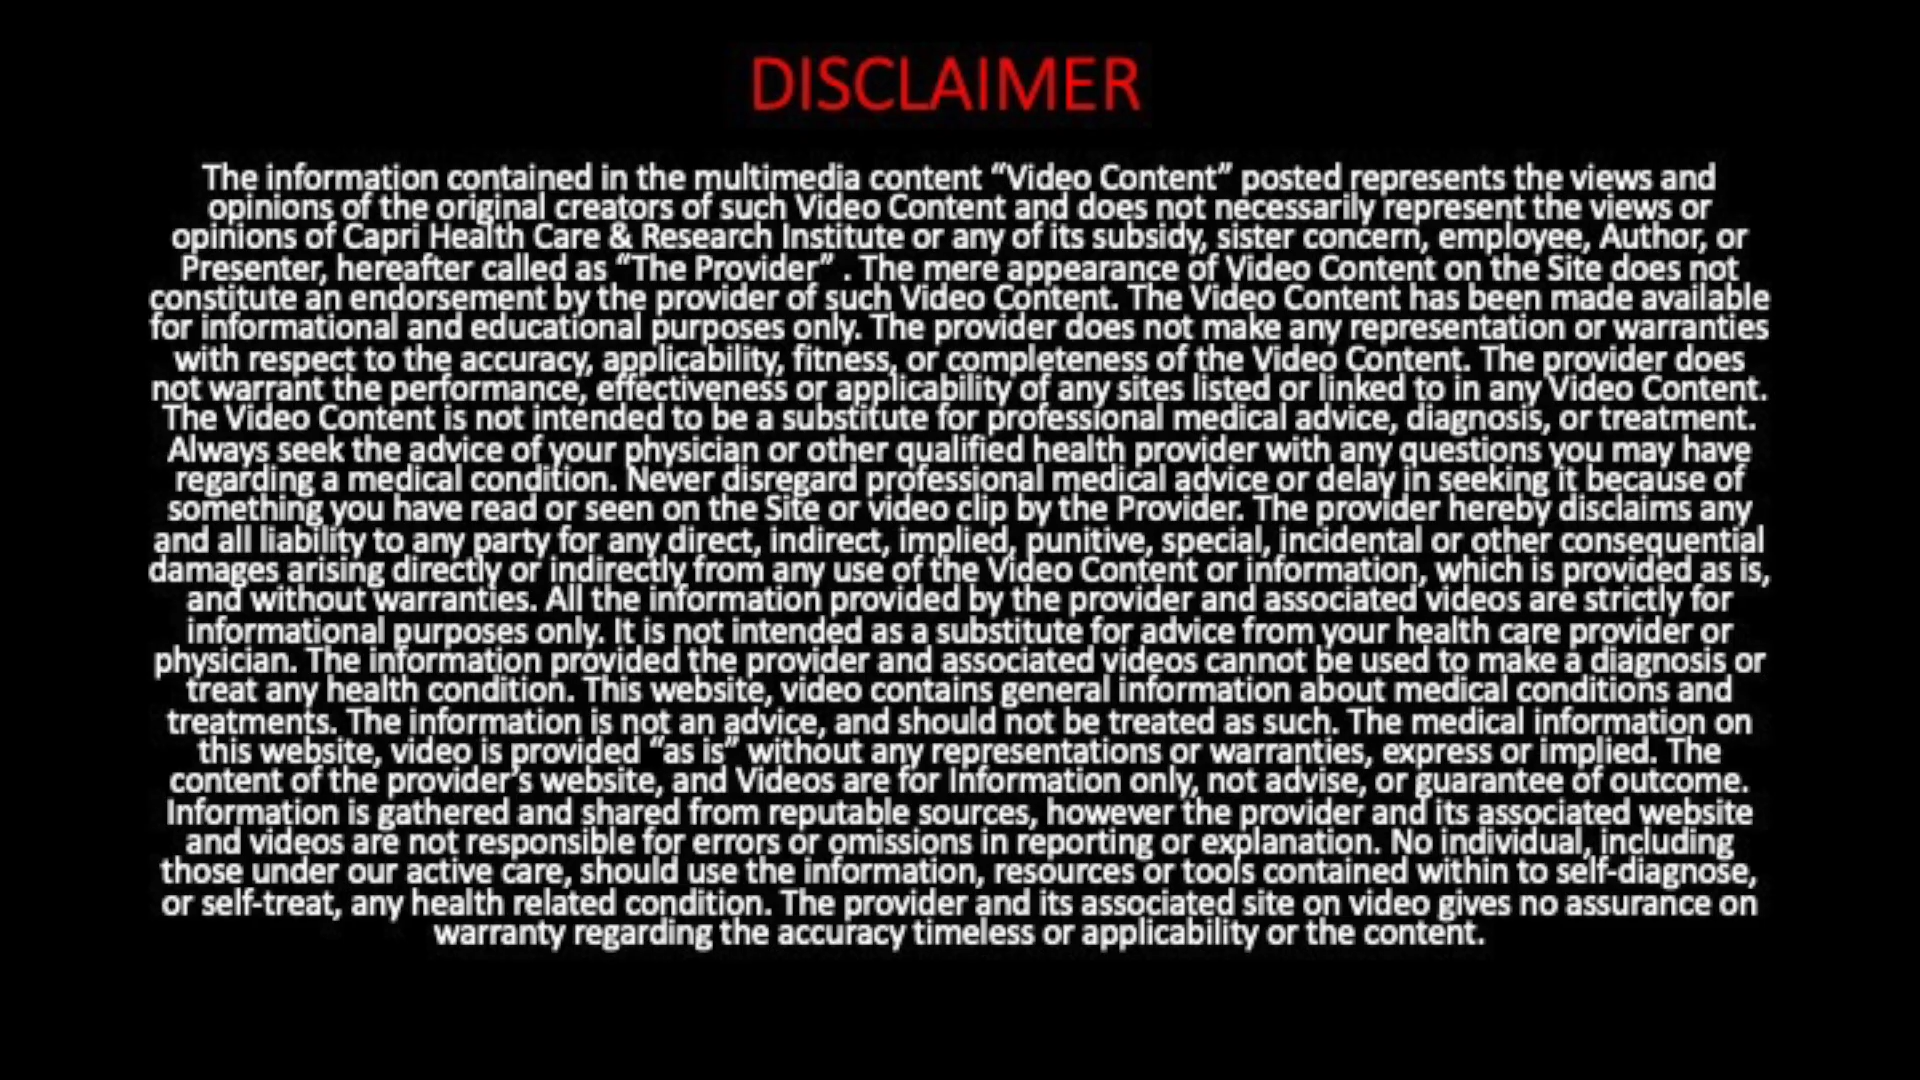 DISCLAIMER
The information contained in the multimedia content “Video Content” posted represents the views and
opinions of the original creators of such Video Content and does not necessarily represent the views or
opinions of Capri Health Care & Research Institute or any of its subsidy, sister concern, employee, Author, or
Presenter, hereafter called as “The Provider” . The mere appearance of Video Content on the Site does not
constitute an endorsement by the provider of such Video Content. The Video Content has been made available
for informational and educational purposes only. The provider does not make any representation or warranties
with respect to the accuracy, applicability, fitness, or completeness of the Video Content. The provider does
not warrant the performance, effectiveness or applicability of any sites listed or linked to in any Video Content.
The Video Content is not intended to be a substitute for professional medical advice, diagnosis, or treatment.
Always seek the advice of your physician or other qualified health provider with any questions you may have
regarding a medical condition. Never disregard professional medical advice or delay in seeking it because of
something you have read or seen on the Site or video clip by the Provider. The provider hereby disclaims any
and all liability to any party for any direct, indirect, implied, punitive, special, incidental or other consequential
damages arising directly or indirectly from any use of the Video Content or information, which is provided as is,
and without warranties. All the information provided by the provider and associated videos are strictly for
informational purposes only. It is not intended as a substitute for advice from your health care provider or
physician. The information provided the provider and associated videos cannot be used to make a diagnosis or
treat any health condition. This website, video contains general information about medical conditions and
treatments. The information is not an advice, and should not be treated as such. The medical information on
this website, video is provided “as is” without any representations or warranties, express or implied. The
content of the provider’s website, and Videos are for Information only, not advise, or guarantee of outcome.
Information is gathered and shared from reputable sources, however the provider and its associated website
and videos are not responsible for errors or omissions in reporting or explanation. No individual, including
those under our active care, should use the information, resources or tools contained within to self-diagnose,
or self-treat, any health related condition. The provider and its associated site on video gives no assurance on
warranty regarding the accuracy timeless or applicability or the content.